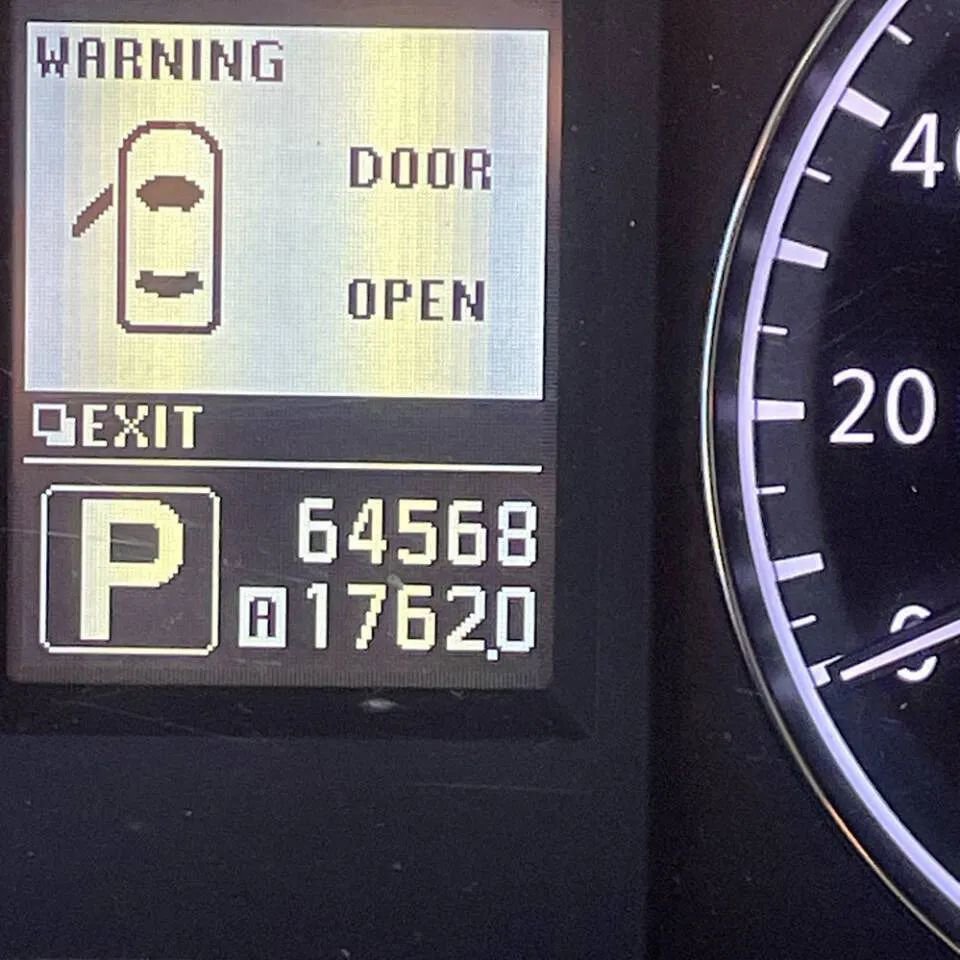 WARNING
DOOR
OPEN
EXIT
P
64568
A 1762.0
40
20
0